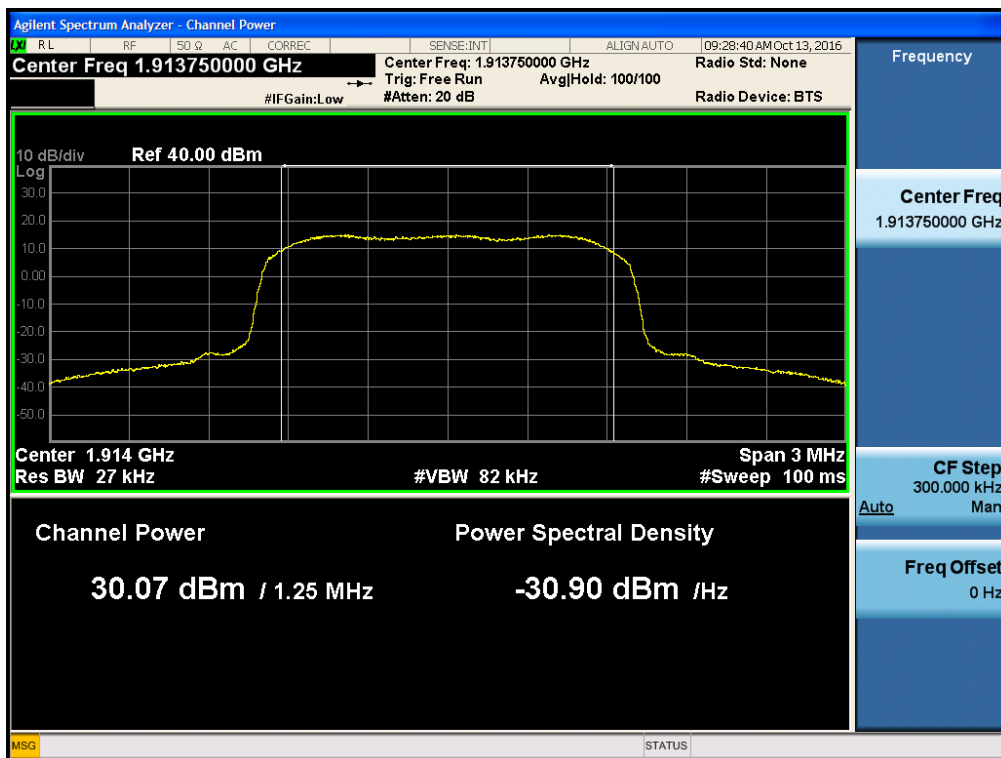 Agilent Spectrum Analyzer - Channel Power
LXI RL RF 50 Ω AC CORREC SENSE:INT ALIGNAUTO 09:28:40 AM Oct 13, 2016
Center Freq 1.913750000 GHz Center Freq: 1.913750000 GHz Radio Std: None
Trig: Free Run Avg|Hold: 100/100
#IFGain:Low #Atten: 20 dB Radio Device: BTS
10 dB/div Ref 40.00 dBm
Log
30.0
20.0
10.0
0.00
-10.0
-20.0
-30.0
-40.0
-50.0
Center 1.914 GHz Span 3 MHz
Res BW 27 kHz #VBW 82 kHz #Sweep 100 ms
Channel Power Power Spectral Density
30.07 dBm / 1.25 MHz -30.90 dBm /Hz
Frequency
Center Freq
1.913750000 GHz
CF Step
300.000 kHz
Auto Man
Freq Offset
0 Hz
MSG STATUS